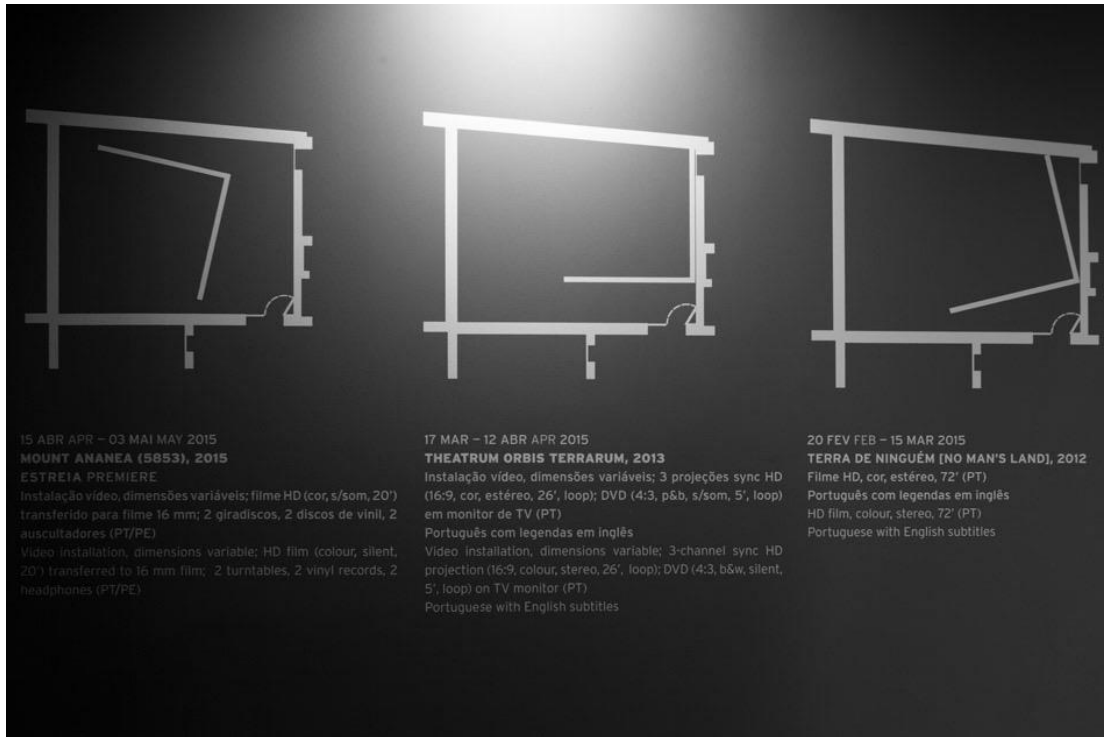 15 ABR APR – 03 MAI MAY 2015
MOUNT ANANEA (5853), 2015
ESTREIA PREMIERE
Instalação vídeo, dimensões variáveis; filme HD (cor, s/som, 20')
transferido para filme 16 mm; 2 giradiscos, 2 discos de vinil, 2
auscultadores (PT/PE)
Video installation, dimensions variable; HD film (colour, silent,
20') transferred to 16 mm film; 2 turntables, 2 vinyl records, 2
headphones (PT/PE)
17 MAR – 12 ABR APR 2015
THEATRUM ORBIS TERRARUM, 2013
Instalação vídeo, dimensões variáveis; 3 projeções sync HD
(16:9, cor, estéreo, 26', loop); DVD (4:3, p&b, s/som, 5', loop)
em monitor de TV (PT)
Português com legendas em inglês
Video installation, dimensions variable; 3-channel sync HD
projection (16:9, colour, stereo, 26', loop); DVD (4:3, b&w, silent,
5', loop) on TV monitor (PT)
Portuguese with English subtitles
20 FEV FEB – 15 MAR 2015
TERRA DE NINGUÉM [NO MAN'S LAND], 2012
Filme HD, cor, estéreo, 72' (PT)
Português com legendas em inglês
HD film, colour, stereo, 72' (PT)
Portuguese with English subtitles